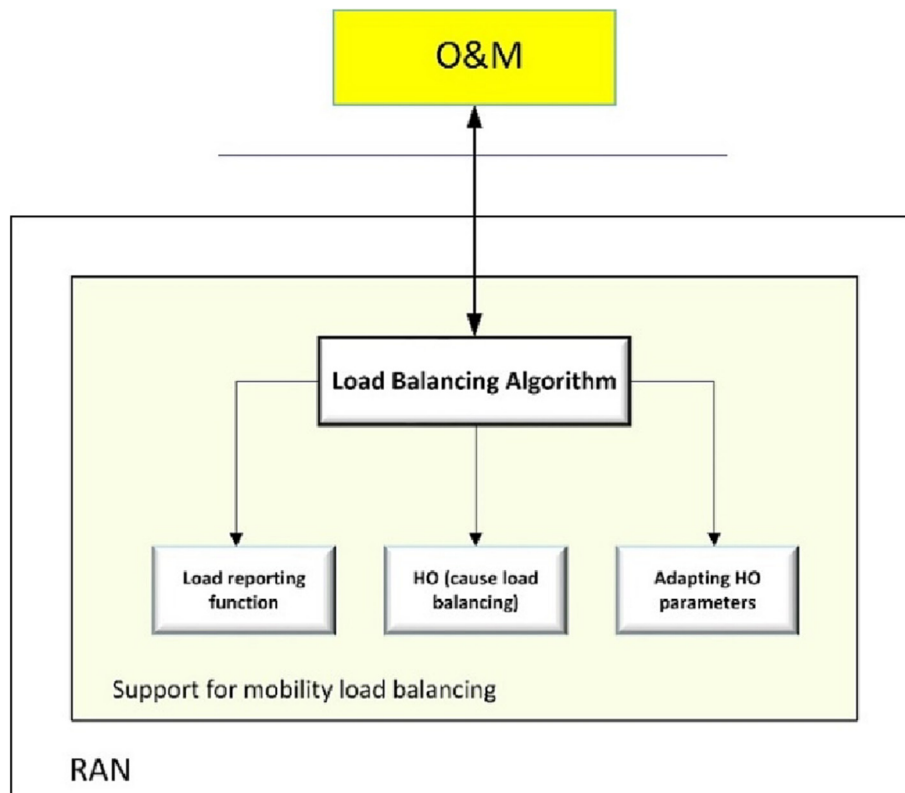 O&M
Load Balancing Algorithm
Load reporting
function
HO (cause load
balancing)
Adapting HO
parameters
Support for mobility load balancing
RAN